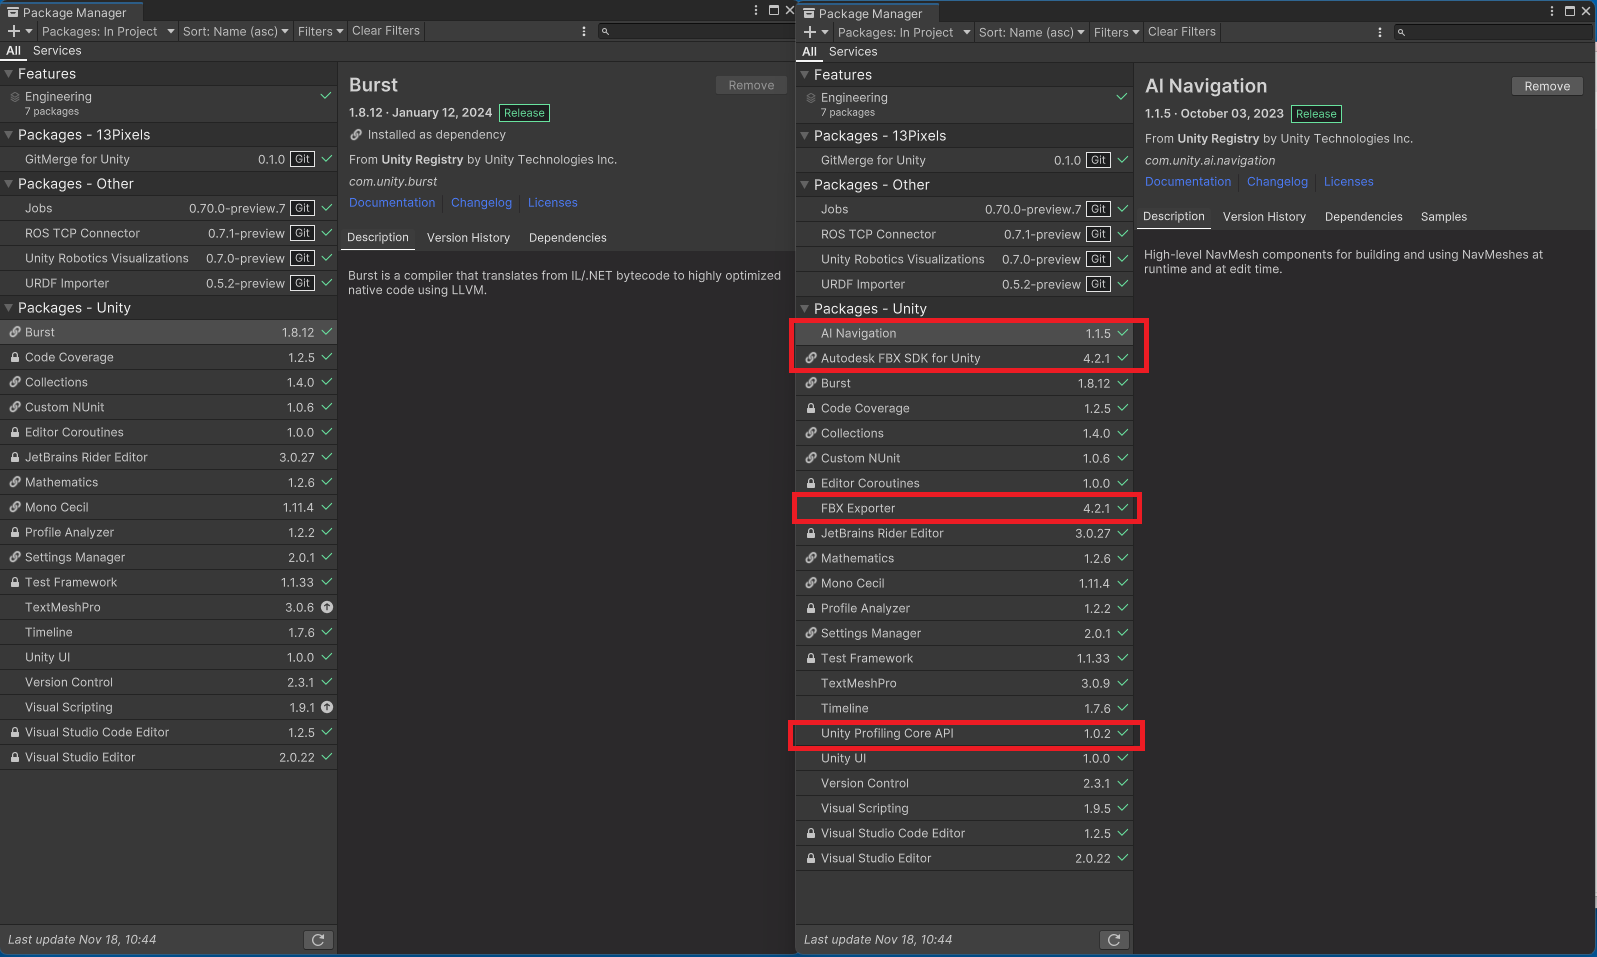 Package Manager
Packages: In Project
Sort: Name (asc)
Filters
Clear Filters
All
Services
Features
Engineering
7 packages
Packages - 13Pixels
GitMerge for Unity 0.1.0 Git
Packages - Other
Jobs 0.70.0-preview.7 Git
ROS TCP Connector 0.7.1-preview Git
Unity Robotics Visualizations 0.7.0-preview Git
URDF Importer 0.5.2-preview Git
Packages - Unity
Burst 1.8.12
Code Coverage 1.2.5
Collections 1.4.0
Custom NUnit 1.0.6
Editor Coroutines 1.0.0
JetBrains Rider Editor 3.0.27
Mathematics 1.2.6
Mono Cecil 1.11.4
Profile Analyzer 1.2.2
Settings Manager 2.0.1
Test Framework 1.1.33
TextMeshPro 3.0.6
Timeline 1.7.6
Unity UI 1.0.0
Version Control 2.3.1
Visual Scripting 1.9.1
Visual Studio Code Editor 1.2.5
Visual Studio Editor 2.0.22
Last update Nov 18, 10:44
Burst
Remove
1.8.12 · January 12, 2024 Release
Installed as dependency
From Unity Registry by Unity Technologies Inc.
com.unity.burst
Documentation Changelog Licenses
Description Version History Dependencies
Burst is a compiler that translates from IL/.NET bytecode to highly optimized
native code using LLVM.
Package Manager
Packages: In Project
Sort: Name (asc)
Filters
Clear Filters
All
Services
Features
Engineering
7 packages
Packages - 13Pixels
GitMerge for Unity 0.1.0 Git
Packages - Other
Jobs 0.70.0-preview.7 Git
ROS TCP Connector 0.7.1-preview Git
Unity Robotics Visualizations 0.7.0-preview Git
URDF Importer 0.5.2-preview Git
Packages - Unity
AI Navigation 1.1.5
Autodesk FBX SDK for Unity 4.2.1
Burst 1.8.12
Code Coverage 1.2.5
Collections 1.4.0
Custom NUnit 1.0.6
Editor Coroutines 1.0.0
FBX Exporter 4.2.1
JetBrains Rider Editor 3.0.27
Mathematics 1.2.6
Mono Cecil 1.11.4
Profile Analyzer 1.2.2
Settings Manager 2.0.1
Test Framework 1.1.33
TextMeshPro 3.0.9
Timeline 1.7.6
Unity Profiling Core API 1.0.2
Unity UI 1.0.0
Version Control 2.3.1
Visual Scripting 1.9.5
Visual Studio Code Editor 1.2.5
Visual Studio Editor 2.0.22
Last update Nov 18, 10:44
AI Navigation
Remove
1.1.5 · October 03, 2023 Release
From Unity Registry by Unity Technologies Inc.
com.unity.ai.navigation
Documentation Changelog Licenses
Description Version History Dependencies Samples
High-level NavMesh components for building and using NavMeshes at
runtime and at edit time.